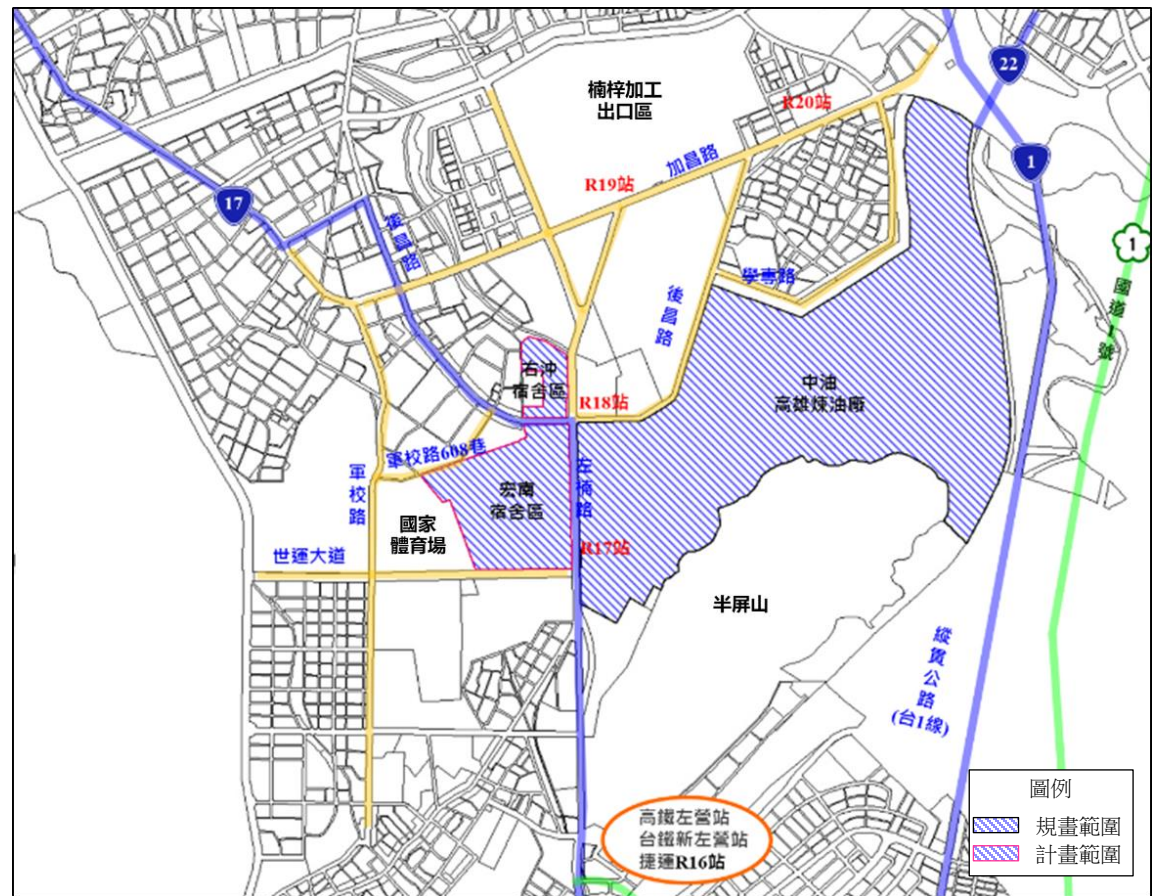 22
楠梓加工
出口區
R20站
加昌路
1
R19站
17
後昌路
1
國道1號
學專路
後昌路
右沖
宿舍區
中油
高雄煉油廠
R18站
軍校路608巷
軍校路
宏南
宿舍區
左楠路
國家
體育場
R17站
世運大道
半屏山
縱貫公路
(台1線)
高鐵左營站
台鐵新左營站
捷運R16站
圖例
規畫範圍
計畫範圍